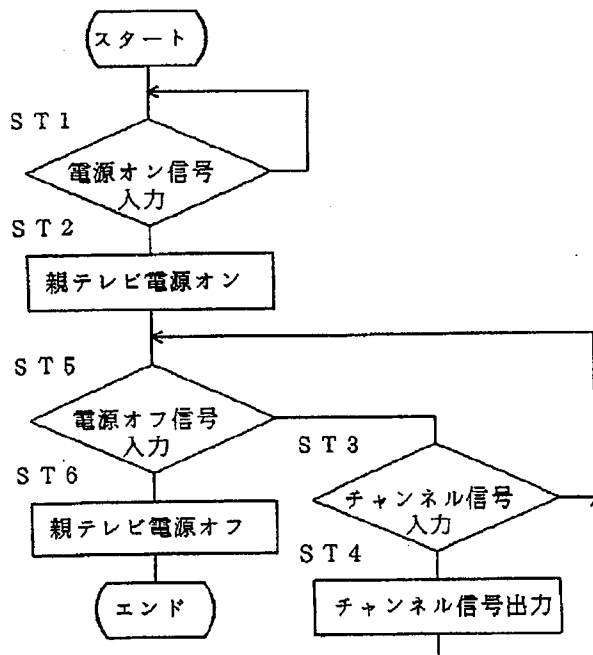 スタート
ST1
電源オン信号
入力
ST2
親テレビ電源オン
ST5
電源オフ信号
入力
ST3
チャンネル信号
入力
ST6
親テレビ電源オフ
ST4
チャンネル信号出力
エンド